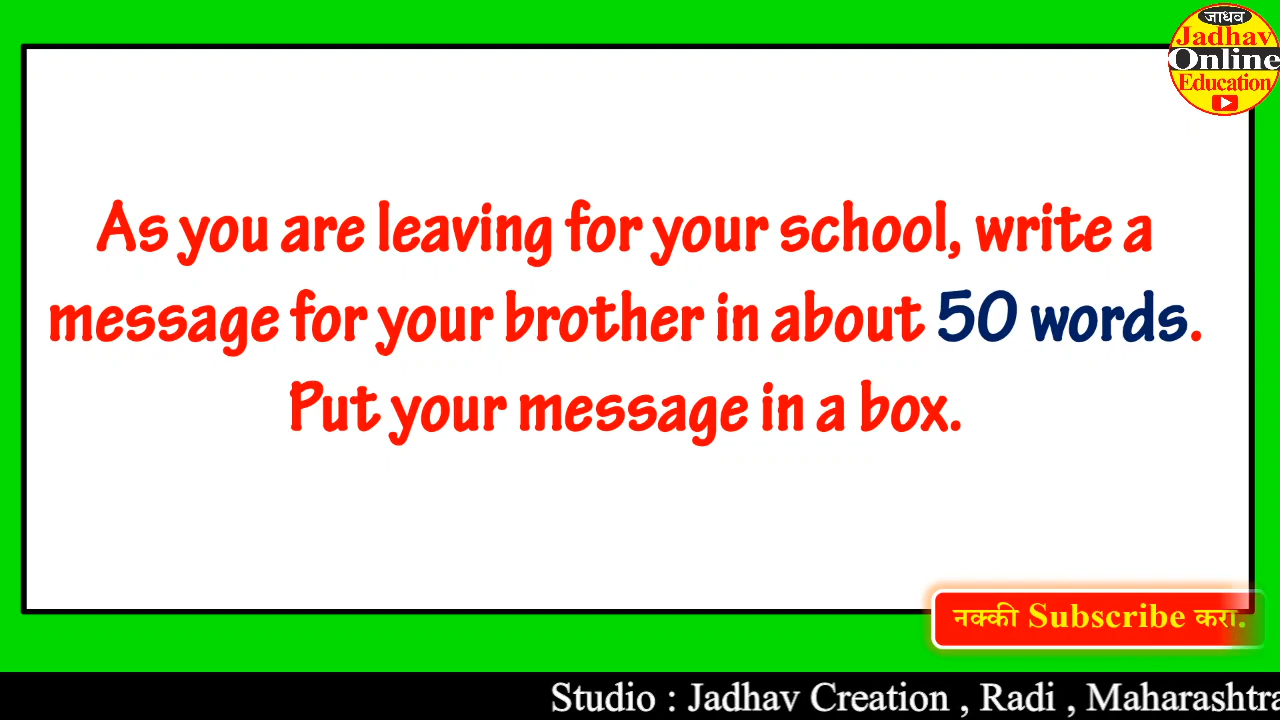 जाधव
Jadhav
Online
Education
As you are leaving for your school, write a
message for your brother in about 50 words.
Put your message in a box.
नक्की Subscribe करा.
Studio : Jadhav Creation , Radi , Maharashtra